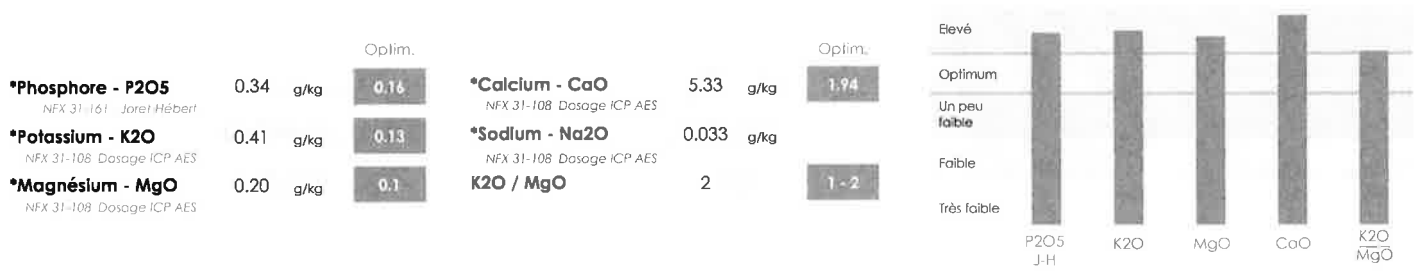 Optim.
*Phosphore - P2O5 0.34 g/kg 0.16
NFX 31-161 Joret Hébert
*Potassium - K2O 0.41 g/kg 0.13
NFX 31-108 Dosage ICP AES
*Magnésium - MgO 0.20 g/kg 0.1
NFX 31-108 Dosage ICP AES
Optim.
*Calcium - CaO 5.33 g/kg 1.94
NFX 31-108 Dosage ICP AES
*Sodium - Na2O 0.033 g/kg
NFX 31-108 Dosage ICP AES
K2O / MgO 2 1 - 2
Elevé
Optimum
Un peu
faible
Faible
Très faible
P2O5
J-H
K2O
MgO
CaO
K2O
MgO